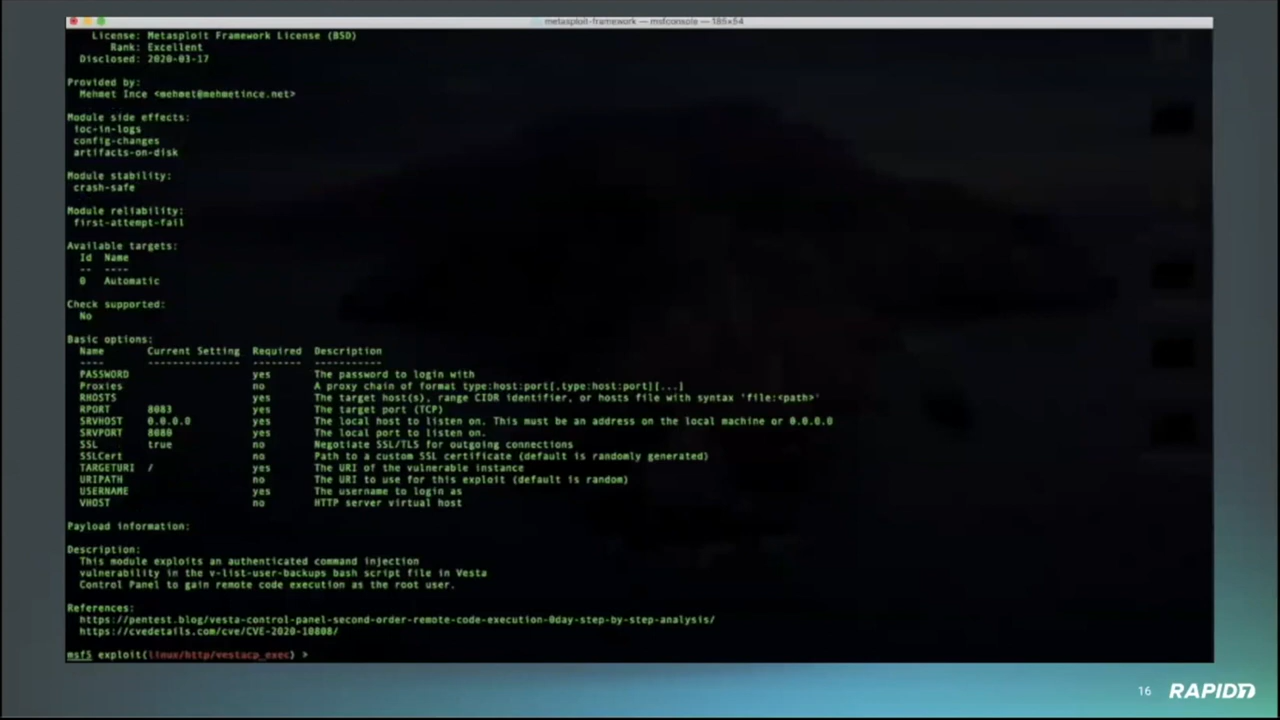 metasploit-framework — msfconsole — 185×54
License: Metasploit Framework License (BSD)
Rank: Excellent
Disclosed: 2020-03-17
Provided by:
Mehmet Ince <mehmet@mehmetince.net>
Module side effects:
ioc-in-logs
config-changes
artifacts-on-disk
Module stability:
crash-safe
Module reliability:
first-attempt-fail
Available targets:
Id Name
-- ----
0 Automatic
Check supported:
No
Basic options:
Name Current Setting Required Description
---- --------------- -------- -----------
PASSWORD yes The password to login with
Proxies no A proxy chain of format type:host:port[,type:host:port][...]
RHOSTS yes The target host(s), range CIDR identifier, or hosts file with syntax 'file:<path>'
RPORT 8083 yes The target port (TCP)
SRVHOST 0.0.0.0 yes The local host to listen on. This must be an address on the local machine or 0.0.0.0
SRVPORT 8080 yes The local port to listen on.
SSL true no Negotiate SSL/TLS for outgoing connections
SSLCert no Path to a custom SSL certificate (default is randomly generated)
TARGETURI / yes The URI of the vulnerable instance
URIPATH no The URI to use for this exploit (default is random)
USERNAME yes The username to login as
VHOST no HTTP server virtual host
Payload information:
Description:
This module exploits an authenticated command injection
vulnerability in the v-list-user-backups bash script file in Vesta
Control Panel to gain remote code execution as the root user.
References:
https://pentest.blog/vesta-control-panel-second-order-remote-code-execution-0day-step-by-step-analysis/
https://cvedetails.com/cve/CVE-2020-10808/
msf5 exploit(linux/http/vestacp_exec) >
16 RAPID7